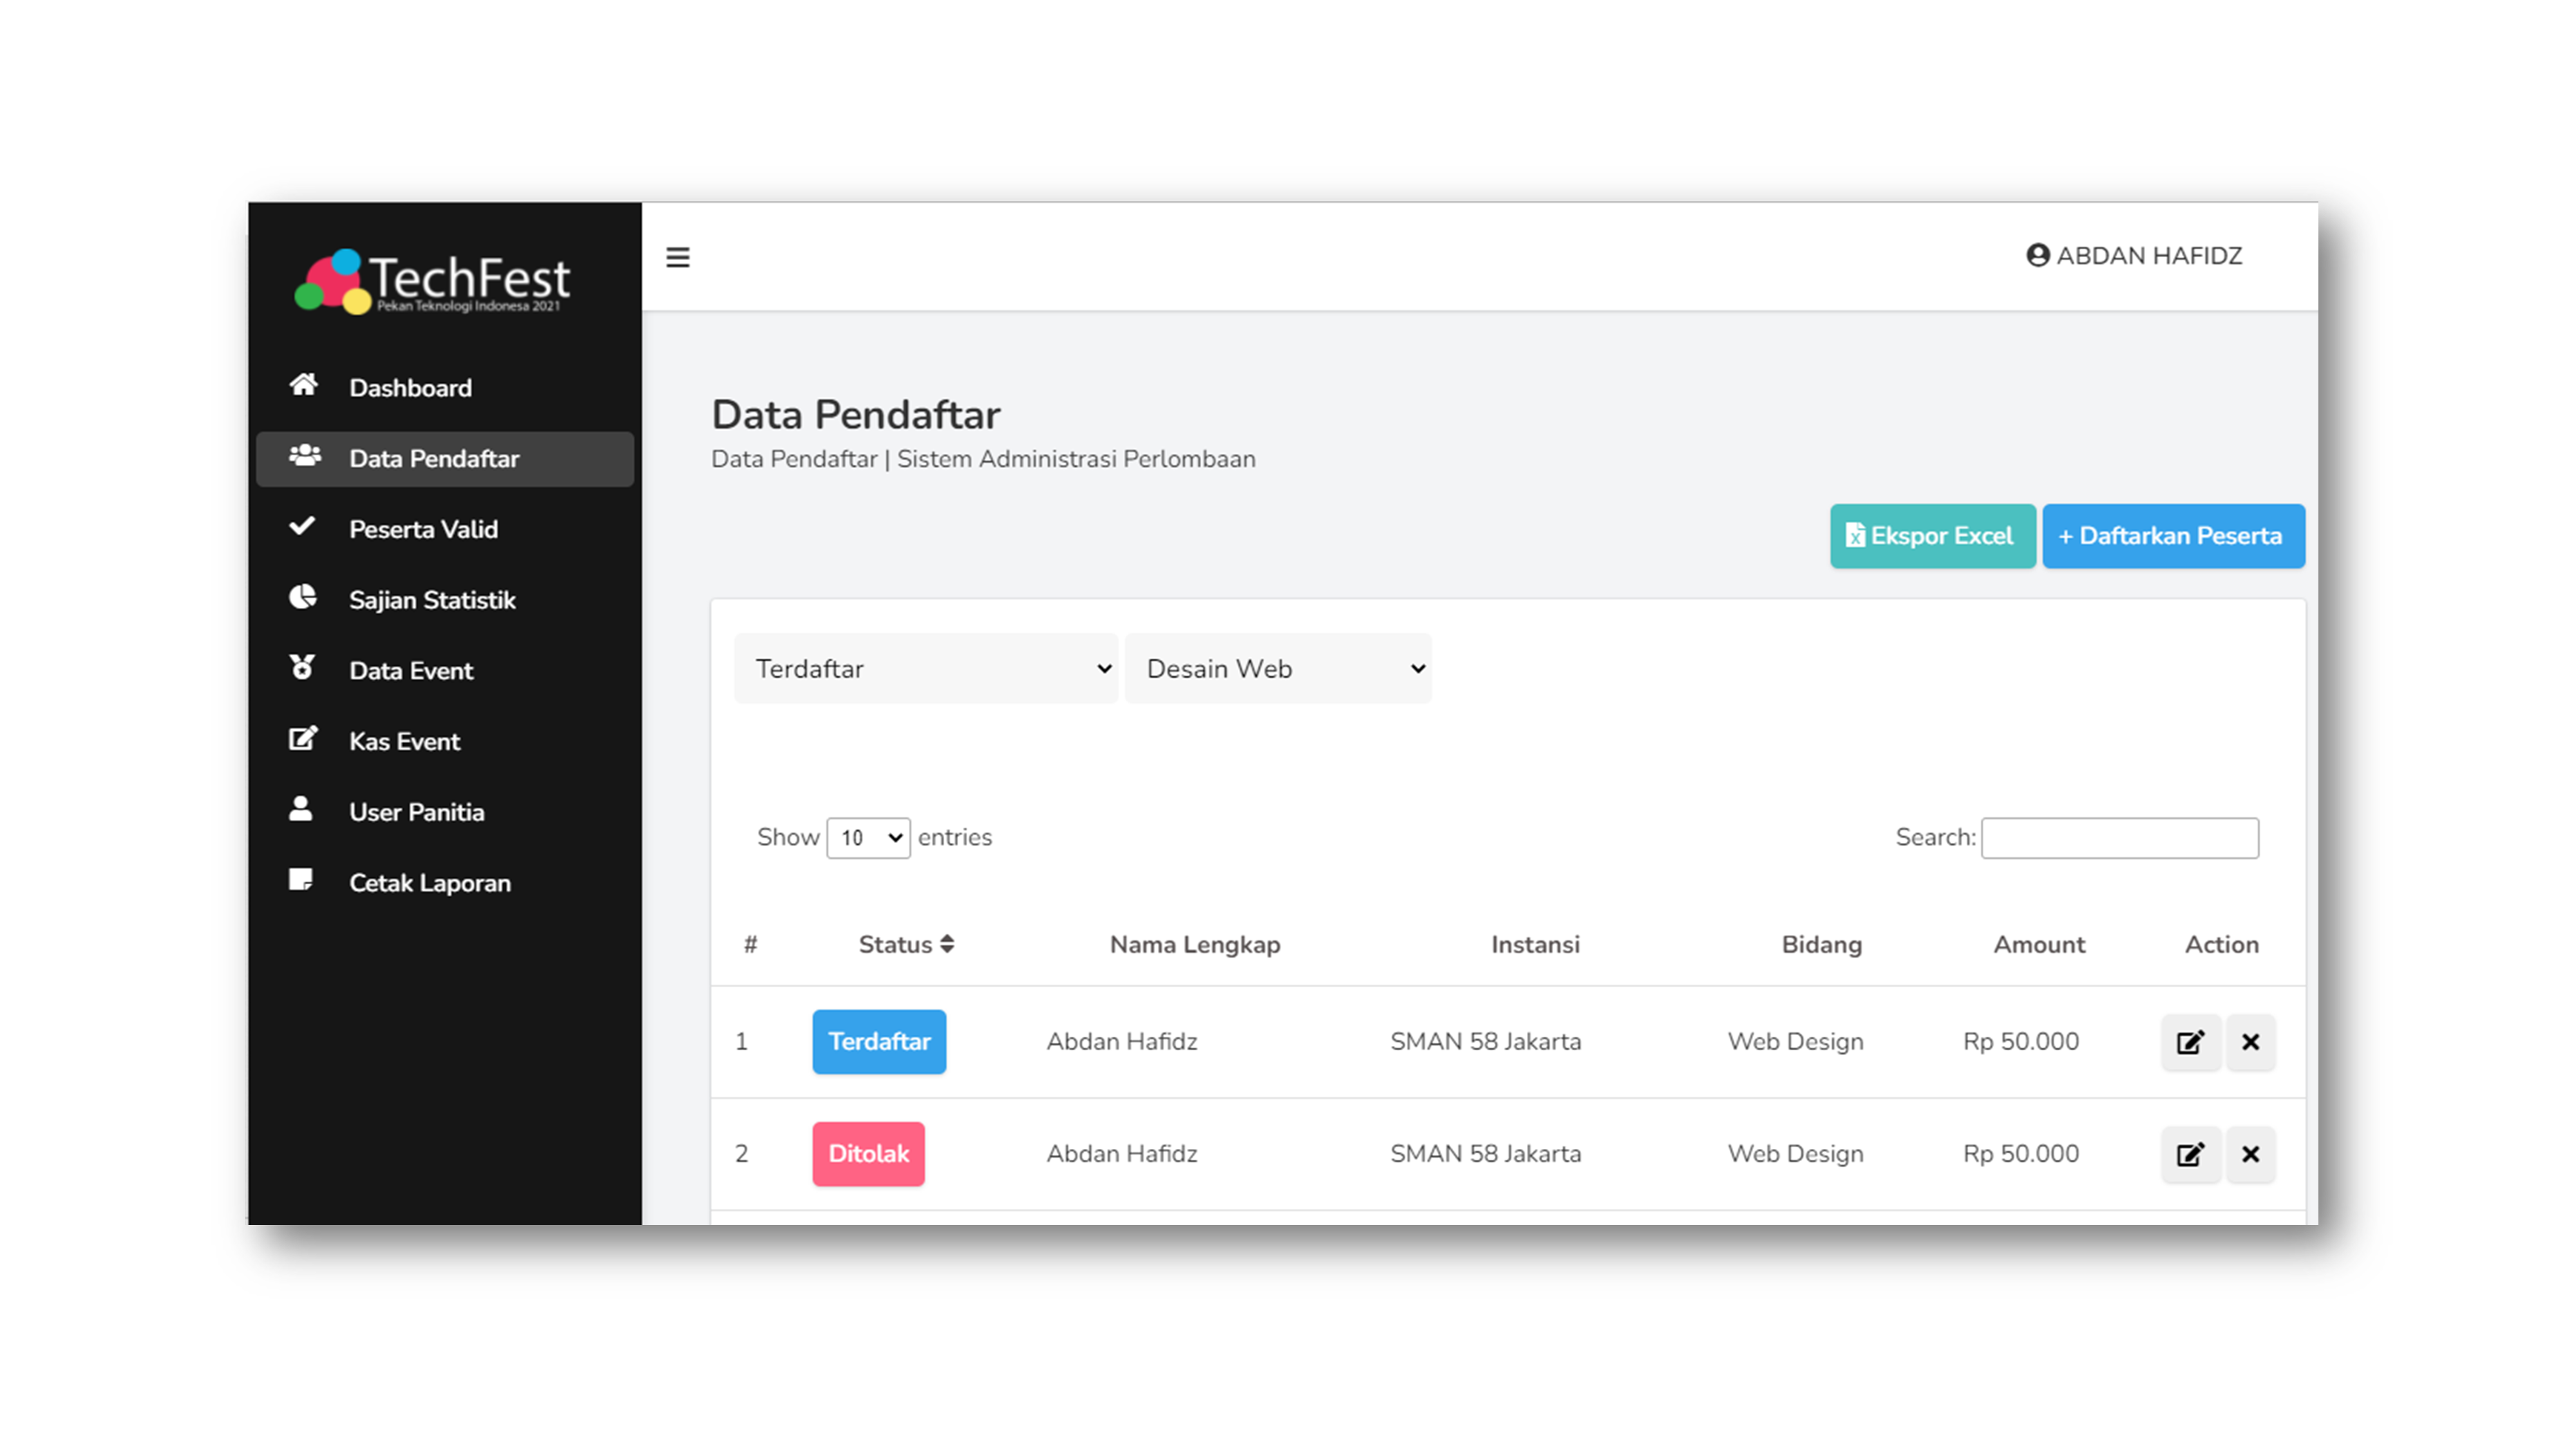 TechFest
Pekan Teknologi Indonesa 2021
Dashboard
Data Pendaftar
Peserta Valid
Sajian Statistik
Data Event
Kas Event
User Panitia
Cetak Laporan
ABDAN HAFIDZ
Data Pendaftar
Data Pendaftar | Sistem Administrasi Perlombaan
Ekspor Excel + Daftarkan Peserta
Terdaftar Desain Web
Show 10 entries Search:
# Status Nama Lengkap Instansi Bidang Amount Action
1 Terdaftar Abdan Hafidz SMAN 58 Jakarta Web Design Rp 50.000
2 Ditolak Abdan Hafidz SMAN 58 Jakarta Web Design Rp 50.000